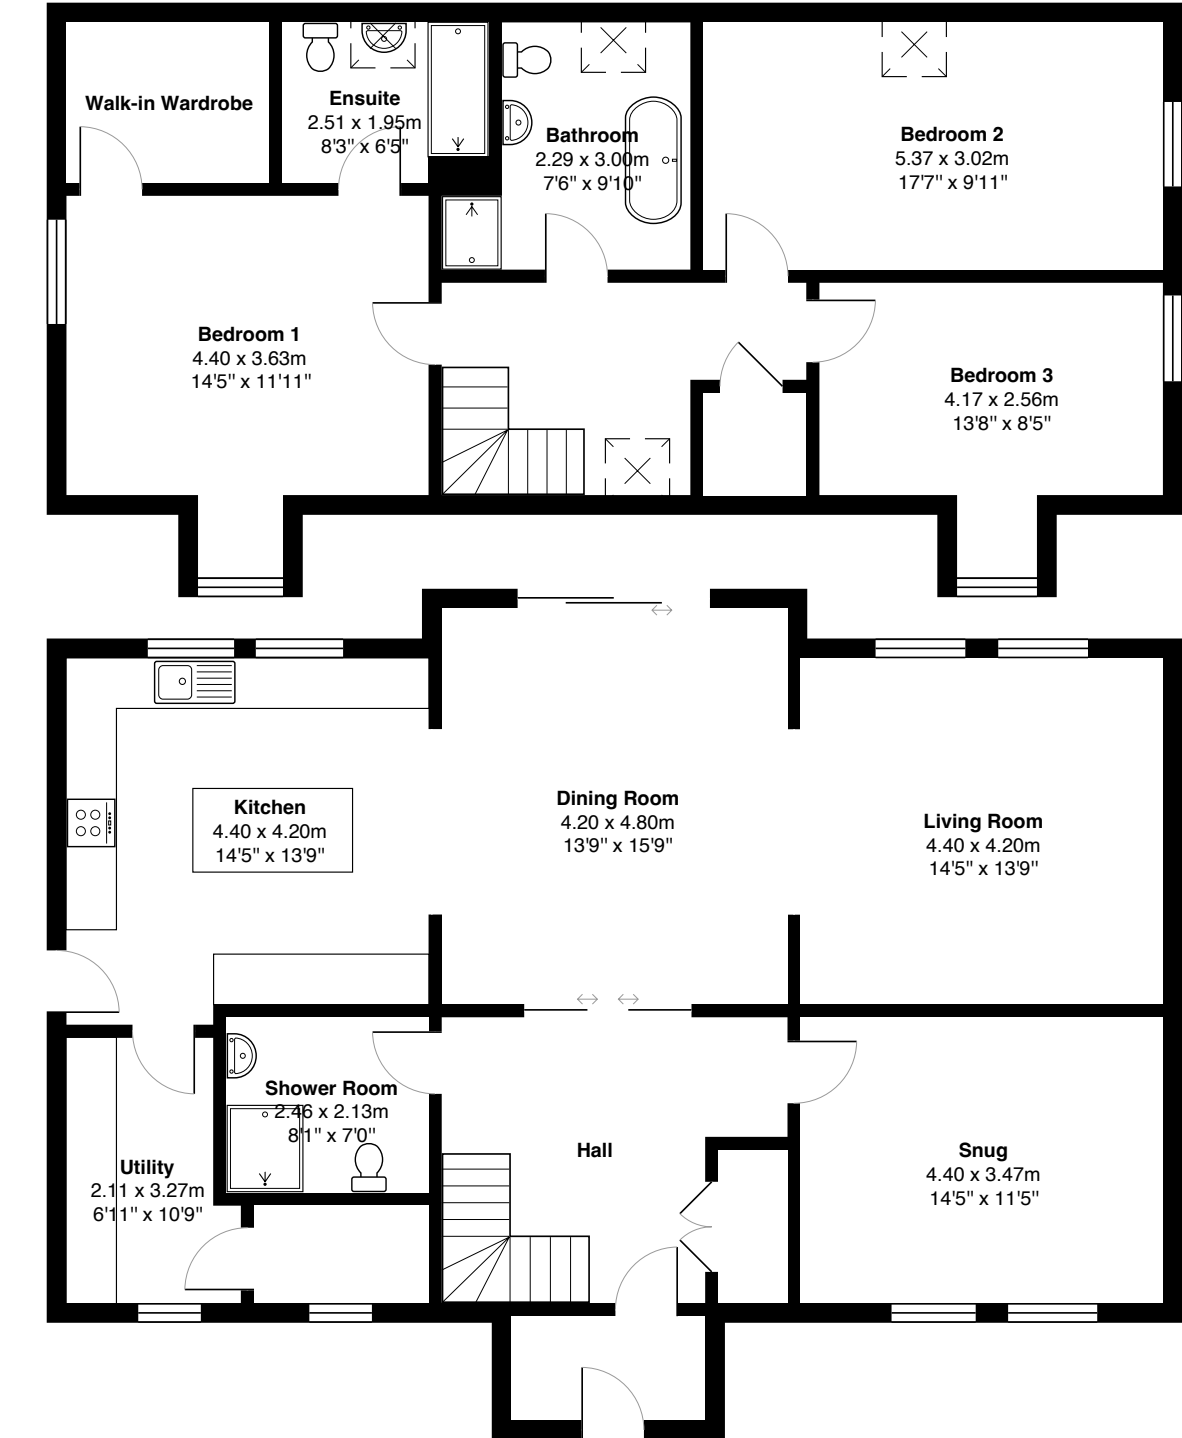 Walk-in Wardrobe
Ensuite
2.51 x 1.95m
8'3" x 6'5"
Bathroom
2.29 x 3.00m
7'6" x 9'10"
Bedroom 2
5.37 x 3.02m
17'7" x 9'11"
Bedroom 1
4.40 x 3.63m
14'5" x 11'11"
Bedroom 3
4.17 x 2.56m
13'8" x 8'5"
Kitchen
4.40 x 4.20m
14'5" x 13'9"
Dining Room
4.20 x 4.80m
13'9" x 15'9"
Living Room
4.40 x 4.20m
14'5" x 13'9"
Shower Room
2.46 x 2.13m
8'1" x 7'0"
Utility
2.11 x 3.27m
6'11" x 10'9"
Hall
Snug
4.40 x 3.47m
14'5" x 11'5"